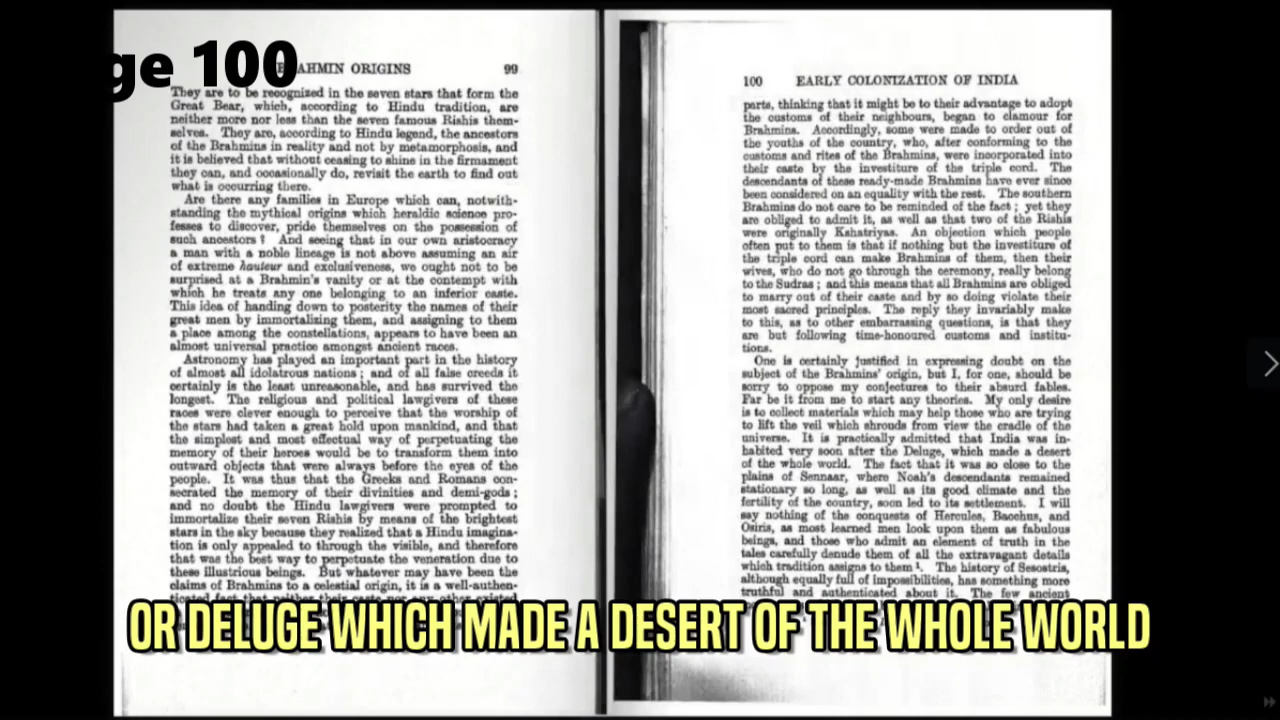 ge 100
BRAHMIN ORIGINS 99
They are to be recognized in the seven stars that form the
Great Bear, which, according to Hindu tradition, are
neither more nor less than the seven famous Rishis them-
selves. They are, according to Hindu legend, the ancestors
of the Brahmins in reality and not by metamorphosis, and
it is believed that without ceasing to shine in the firmament
they can, and occasionally do, revisit the earth to find out
what is occurring there.
Are there any families in Europe which can, notwith-
standing the mythical origins which heraldic science pro-
fesses to discover, pride themselves on the possession of
such ancestors? And seeing that in our own aristocracy
a man with a noble lineage is not above assuming an air
of extreme hauteur and exclusiveness, we ought not to be
surprised at a Brahmin's vanity or at the contempt with
which he treats any one belonging to an inferior caste.
This idea of handing down to posterity the names of their
great men by immortalising them, and assigning to them
a place among the constellations, appears to have been an
almost universal practice amongst ancient races.
Astronomy has played an important part in the history
of almost all idolatrous nations; and of all false creeds it
certainly is the least unreasonable, and has survived the
longest. The religious and political lawgivers of these
races were clever enough to perceive that the worship of
the stars had taken a great hold upon mankind, and that
the simplest and most effectual way of perpetuating the
memory of their heroes would be to transform them into
outward objects that were always before the eyes of the
people. It was thus that the Greeks and Romans con-
secrated the memory of their divinities and demi-gods;
and no doubt the Hindu lawgivers were prompted to
immortalize their seven Rishis by means of the brightest
stars in the sky because they realized that a Hindu imagina-
tion is only appealed to through the visible, and therefore
that was the best way to perpetuate the veneration due to
these illustrious beings. But whatever may have been the
claims of Brahmins to a celestial origin, it is a well-authen-
ticated fact that neither their caste nor any other existed
100 EARLY COLONIZATION OF INDIA
parts, thinking that it might be to their advantage to adopt
the customs of their neighbours, began to clamour for
Brahmins. Accordingly, some were made to order out of
the youths of the country, who, after conforming to the
customs and rites of the Brahmins, were incorporated into
their caste by the investiture of the triple cord. The
descendants of these ready-made Brahmins have ever since
been considered on an equality with the rest. The southern
Brahmins do not care to be reminded of the fact; yet they
are obliged to admit it, as well as that two of the Rishis
were originally Kshatriyas. An objection which people
often put to them is that if nothing but the investiture of
the triple cord can make Brahmins of them, then their
wives, who do not go through the ceremony, really belong
to the Sudras; and this means that all Brahmins are obliged
to marry out of their caste and by so doing violate their
most sacred principles. The reply they invariably make
to this, as to other embarrassing questions, is that they
are but following time-honoured customs and institu-
tions.
One is certainly justified in expressing doubt on the
subject of the Brahmins' origin, but I, for one, should be
sorry to oppose my conjectures to their absurd fables.
Far be it from me to start any theories. My only desire
is to collect materials which may help those who are trying
to lift the veil which shrouds from view the cradle of the
universe. It is practically admitted that India was in-
habited very soon after the Deluge, which made a desert
of the whole world. The fact that it was so close to the
plains of Sennaar, where Noah's descendants remained
stationary so long, as well as its good climate and the
fertility of the country, soon led to its settlement. I will
say nothing of the conquests of Hercules, Bacchus, and
Osiris, as most learned men look upon them as fabulous
beings, and those who admit an element of truth in the
tales carefully denude them of all the extravagant details
which tradition assigns to them¹. The history of Sesostris,
although equally full of impossibilities, has something more
truthful and authenticated about it. The few ancient
OR DELUGE WHICH MADE A DESERT OF THE WHOLE WORLD